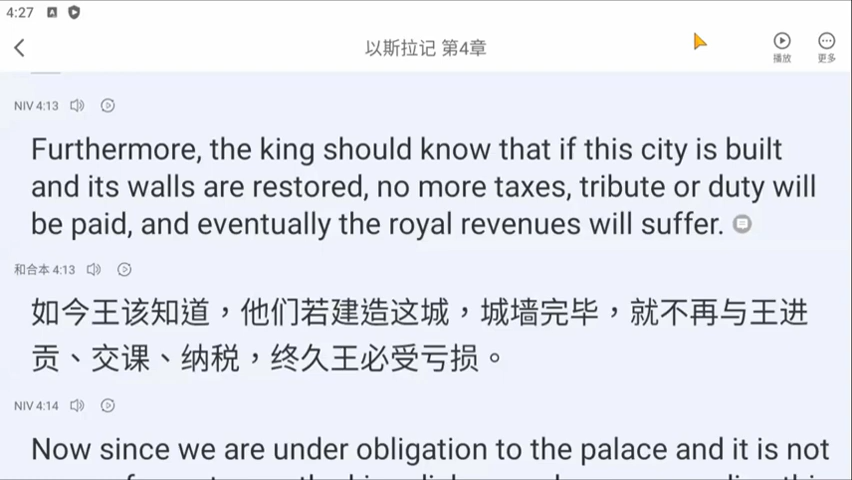 4:27
以斯拉记 第4章
播放
更多
NIV 4:13
Furthermore, the king should know that if this city is built
and its walls are restored, no more taxes, tribute or duty will
be paid, and eventually the royal revenues will suffer.
和合本 4:13
如今王该知道，他们若建造这城，城墙完毕，就不再与王进
贡、交课、纳税，终久王必受亏损。
NIV 4:14
Now since we are under obligation to the palace and it is not